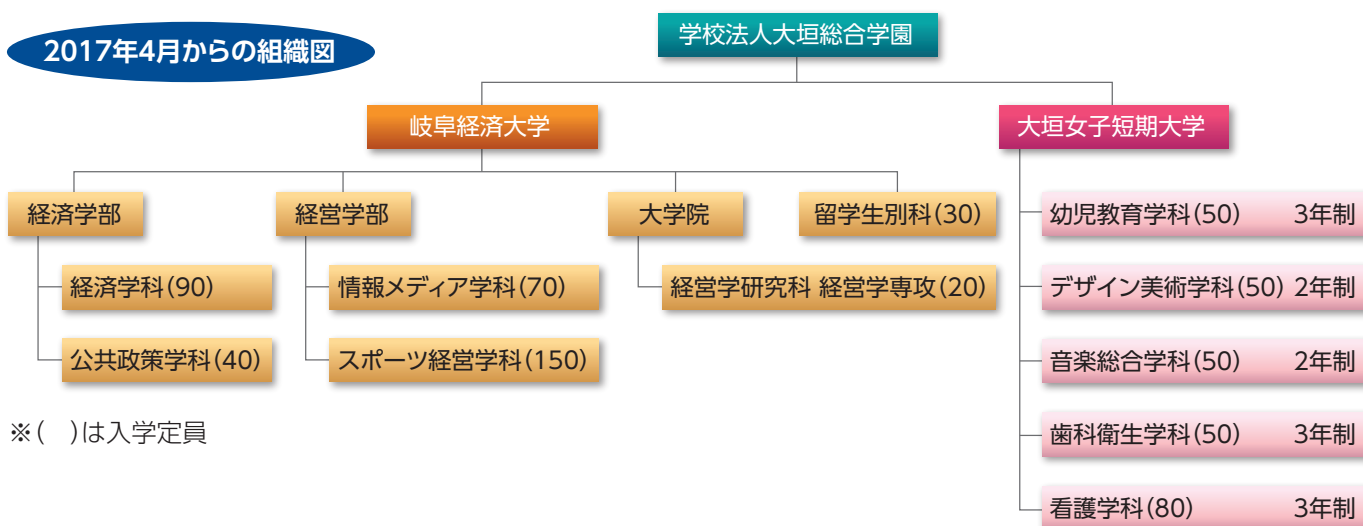 2017年4月からの組織図
学校法人大垣総合学園
岐阜経済大学
大垣女子短期大学
経済学部
経営学部
大学院
留学生別科(30)
経済学科(90)
公共政策学科(40)
情報メディア学科(70)
スポーツ経営学科(150)
経営学研究科 経営学専攻(20)
幼児教育学科(50) 3年制
デザイン美術学科(50) 2年制
音楽総合学科(50) 2年制
歯科衛生学科(50) 3年制
看護学科(80) 3年制
※( )は入学定員